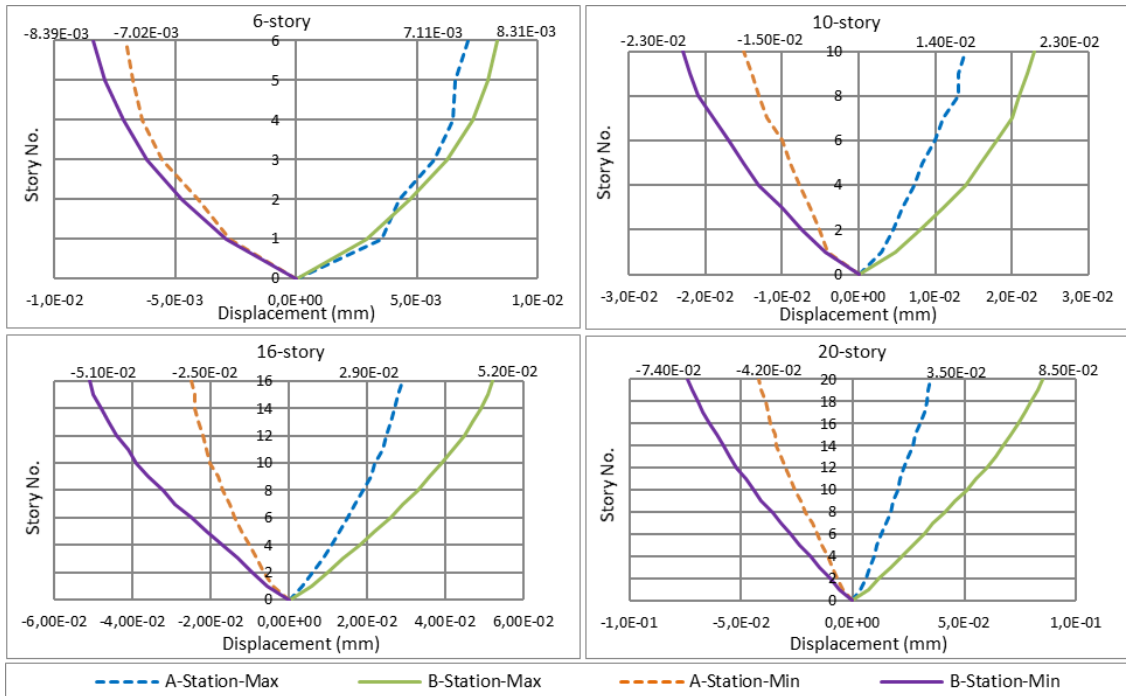 6-story
-8.39E-03 -7.02E-03 7.11E-03 8.31E-03
6
5
4
3
2
1
0
Story No.
-1,0E-02 -5,0E-03 0,0E+00 5,0E-03 1,0E-02
Displacement (mm)
10-story
-2.30E-02 -1.50E-02 1.40E-02 2.30E-02
10
8
6
4
2
0
Story No.
-3,0E-02 -2,0E-02 -1,0E-02 0,0E+00 1,0E-02 2,0E-02 3,0E-02
Displacement (mm)
16-story
-5.10E-02 -2.50E-02 2.90E-02 5.20E-02
16
14
12
10
8
6
4
2
0
Story No.
-6,00E-02 -4,00E-02 -2,00E-02 0,00E+00 2,00E-02 4,00E-02 6,00E-02
Displacement (mm)
20-story
-7.40E-02 -4.20E-02 3.50E-02 8.50E-02
20
18
16
14
12
10
8
6
4
2
0
Story No.
-1,0E-01 -5,0E-02 0,0E+00 5,0E-02 1,0E-01
Displacement (mm)
A-Station-Max B-Station-Max A-Station-Min B-Station-Min